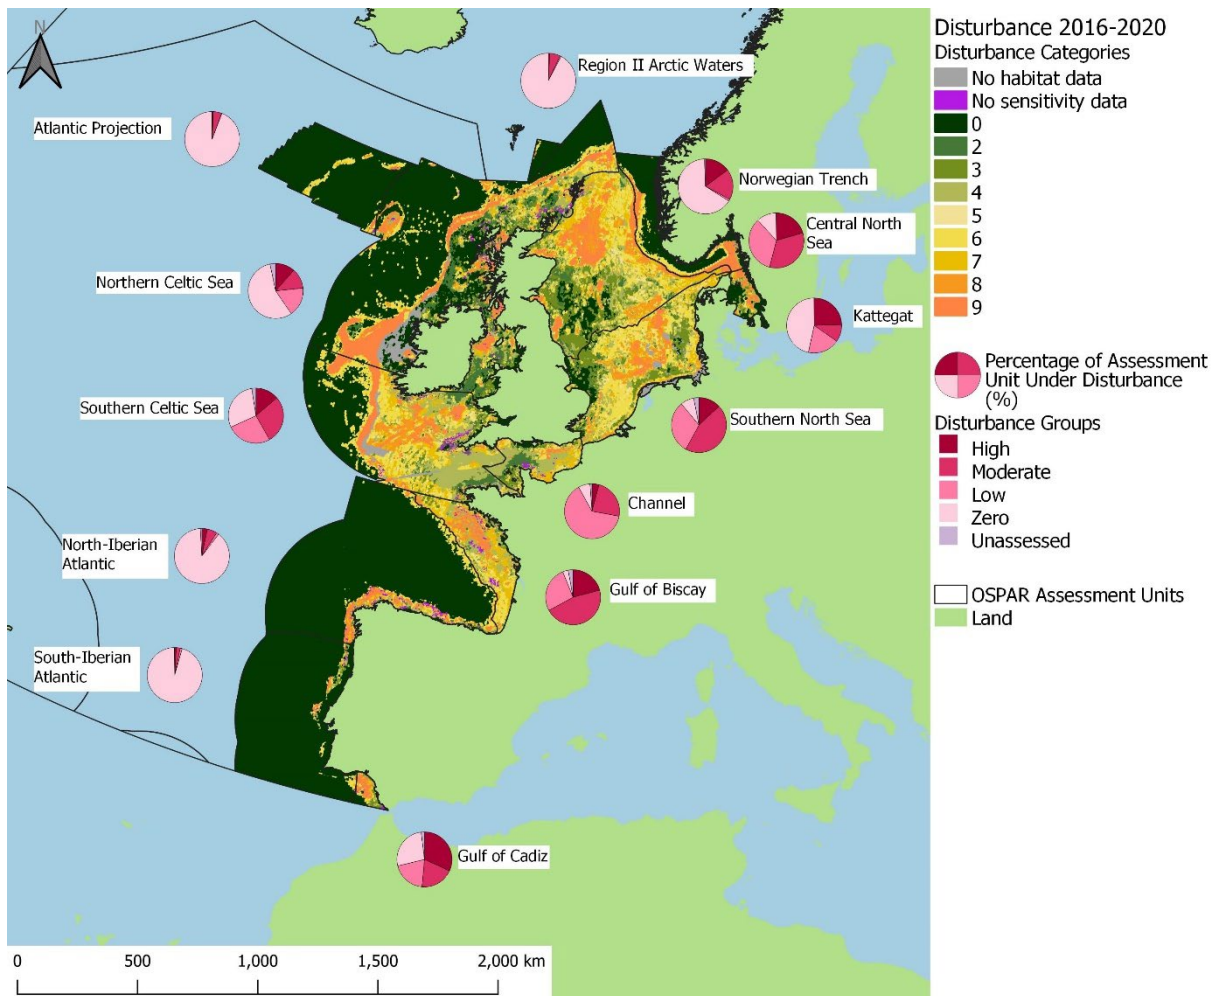 N
Region II Arctic Waters
Atlantic Projection
Norwegian Trench
Central North
Sea
Northern Celtic Sea
Kattegat
Southern Celtic Sea
Southern North Sea
Channel
North-Iberian
Atlantic
Gulf of Biscay
South-Iberian
Atlantic
Gulf of Cadiz
0 500 1,000 1,500 2,000 km
Disturbance 2016-2020
Disturbance Categories
No habitat data
No sensitivity data
0
2
3
4
5
6
7
8
9
Percentage of Assessment
Unit Under Disturbance
(%)
Disturbance Groups
High
Moderate
Low
Zero
Unassessed
OSPAR Assessment Units
Land